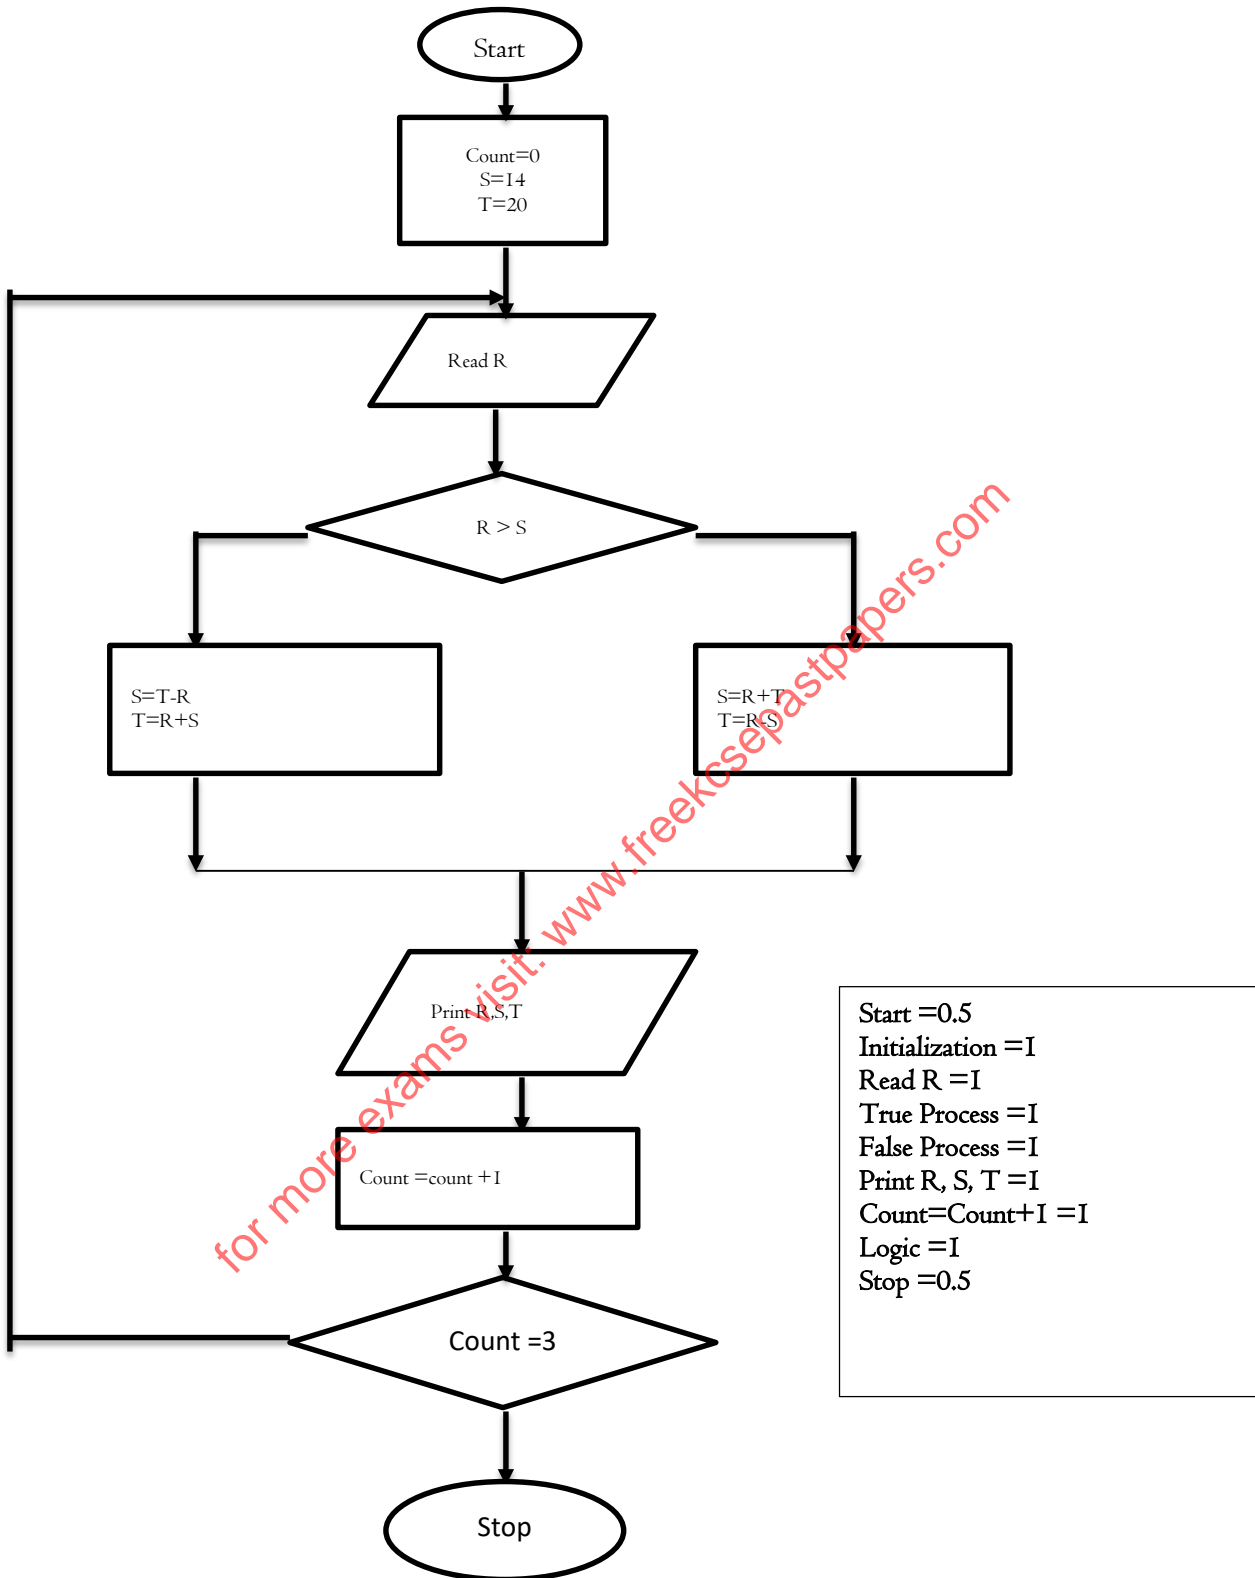 Start
Count=0
S=14
T=20
Read R
R > S
S=T-R
T=R+S
S=R+T
T=R-S
Print R,S,T
Count =count +1
Count =3
Stop
Start =0.5
Initialization =1
Read R =1
True Process =1
False Process =1
Print R, S, T =1
Count=Count+1 =1
Logic =1
Stop =0.5
for more exams visit: www.freekcsepastpapers.com